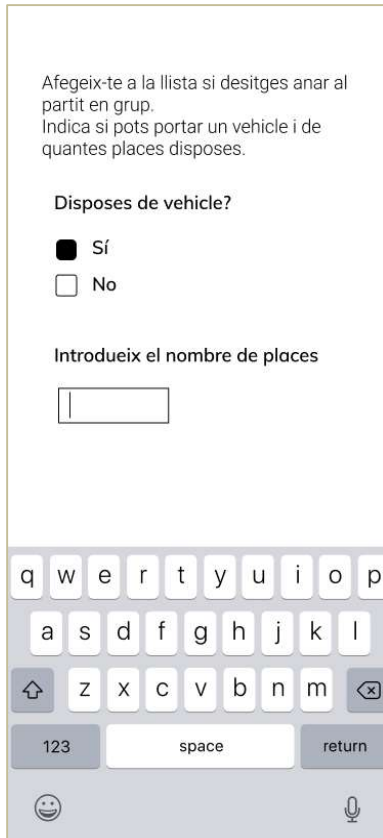 Afegeix-te a la llista si desitges anar al
partit en grup.
Indica si pots portar un vehicle i de
quantes places disposes.
Disposes de vehicle?
Sí
No
Introdueix el nombre de places
q w e r t y u i o p
a s d f g h j k l
z x c v b n m
123 space return